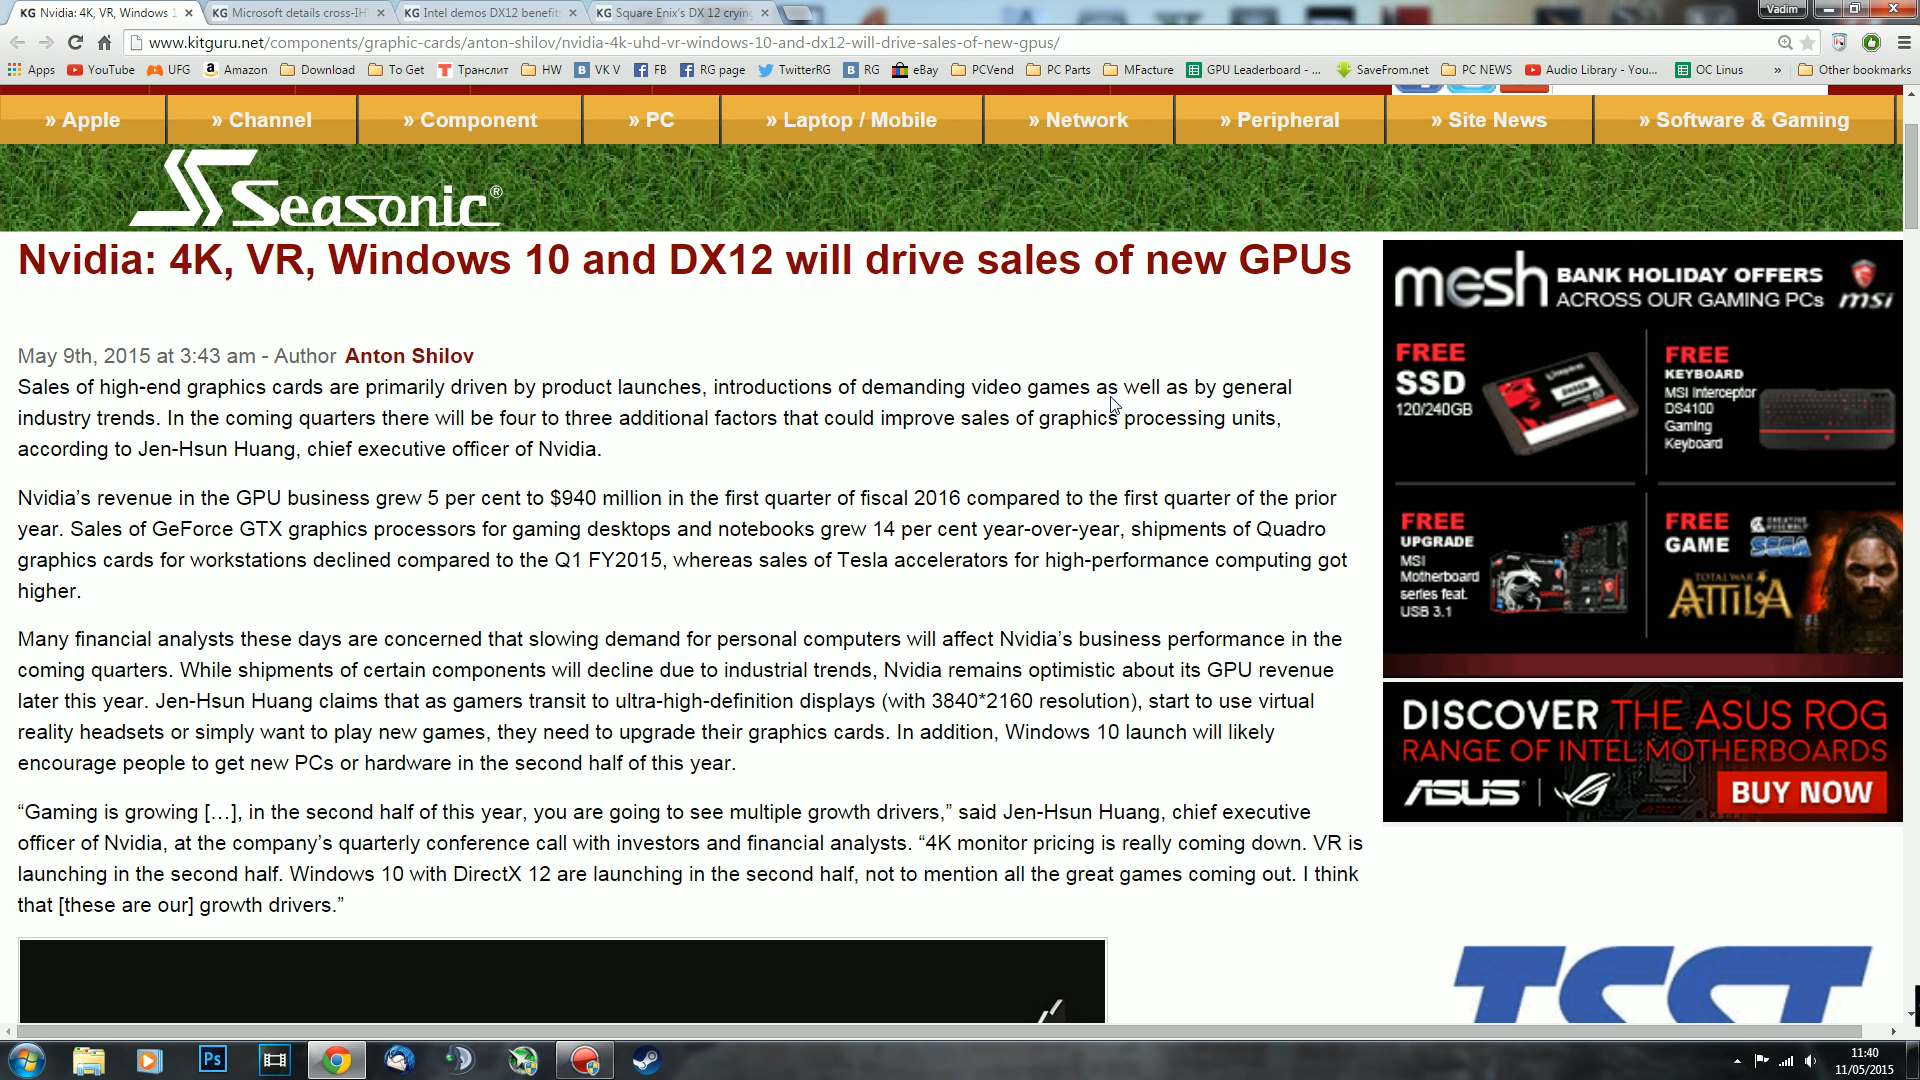 KG Nvidia: 4K, VR, Windows 1
KG Microsoft details cross-IH
KG Intel demos DX12 benefit
KG Square Enix's DX 12 crying
Vadim
www.kitguru.net/components/graphic-cards/anton-shilov/nvidia-4k-uhd-vr-windows-10-and-dx12-will-drive-sales-of-new-gpus/
Apps YouTube UFG Amazon Download To Get Транслит HW VK V FB RG page TwitterRG RG eBay PCVend PC Parts MFacture GPU Leaderboard - ... SaveFrom.net PC NEWS Audio Library - You... OC Linus » Other bookmarks
» Apple » Channel » Component » PC » Laptop / Mobile » Network » Peripheral » Site News » Software & Gaming
Seasonic®
Nvidia: 4K, VR, Windows 10 and DX12 will drive sales of new GPUs
May 9th, 2015 at 3:43 am - Author Anton Shilov
Sales of high-end graphics cards are primarily driven by product launches, introductions of demanding video games as well as by general
industry trends. In the coming quarters there will be four to three additional factors that could improve sales of graphics processing units,
according to Jen-Hsun Huang, chief executive officer of Nvidia.
Nvidia’s revenue in the GPU business grew 5 per cent to $940 million in the first quarter of fiscal 2016 compared to the first quarter of the prior
year. Sales of GeForce GTX graphics processors for gaming desktops and notebooks grew 14 per cent year-over-year, shipments of Quadro
graphics cards for workstations declined compared to the Q1 FY2015, whereas sales of Tesla accelerators for high-performance computing got
higher.
Many financial analysts these days are concerned that slowing demand for personal computers will affect Nvidia’s business performance in the
coming quarters. While shipments of certain components will decline due to industrial trends, Nvidia remains optimistic about its GPU revenue
later this year. Jen-Hsun Huang claims that as gamers transit to ultra-high-definition displays (with 3840*2160 resolution), start to use virtual
reality headsets or simply want to play new games, they need to upgrade their graphics cards. In addition, Windows 10 launch will likely
encourage people to get new PCs or hardware in the second half of this year.
“Gaming is growing […], in the second half of this year, you are going to see multiple growth drivers,” said Jen-Hsun Huang, chief executive
officer of Nvidia, at the company’s quarterly conference call with investors and financial analysts. “4K monitor pricing is really coming down. VR is
launching in the second half. Windows 10 with DirectX 12 are launching in the second half, not to mention all the great games coming out. I think
that [these are our] growth drivers.”
mesh BANK HOLIDAY OFFERS
ACROSS OUR GAMING PCs msi
FREE
SSD
120/240GB
FREE
KEYBOARD
MSI Interceptor
DS4100
Gaming
Keyboard
FREE
UPGRADE
MSI
Motherboard
series feat.
USB 3.1
FREE
GAME
CREATIVE ASSEMBLY
SEGA
TOTAL WAR
ATTILA
DISCOVER THE ASUS ROG
RANGE OF INTEL MOTHERBOARDS
ASUS BUY NOW
TSST
Ps
11:40
11/05/2015